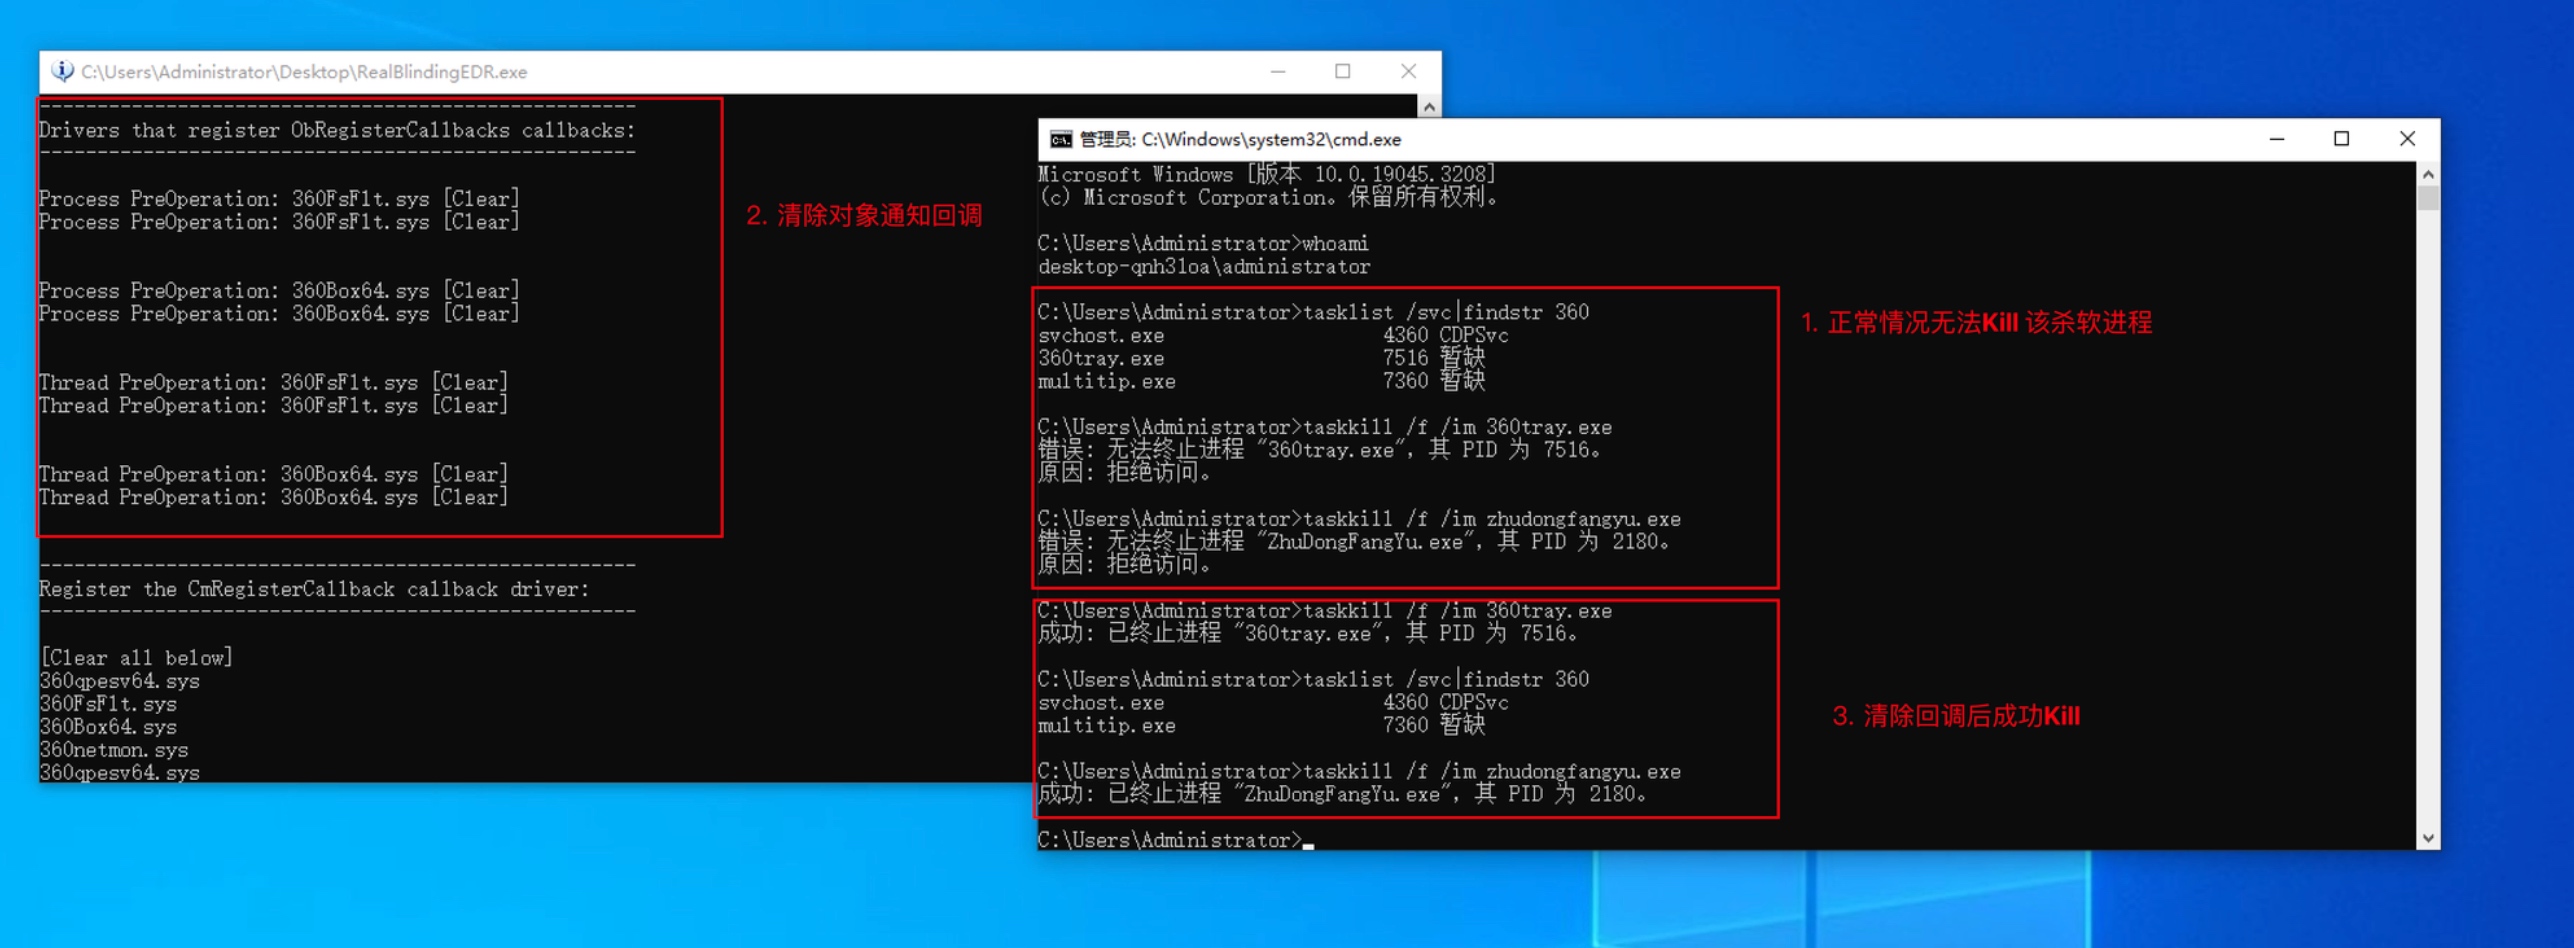 C:\Users\Administrator\Desktop\RealBlindingEDR.exe
----------------------------------------------------
Drivers that register ObRegisterCallbacks callbacks:
----------------------------------------------------
Process PreOperation: 360FsFlt.sys [Clear]
Process PreOperation: 360FsFlt.sys [Clear]
Process PreOperation: 360Box64.sys [Clear]
Process PreOperation: 360Box64.sys [Clear]
Thread PreOperation: 360FsFlt.sys [Clear]
Thread PreOperation: 360FsFlt.sys [Clear]
Thread PreOperation: 360Box64.sys [Clear]
Thread PreOperation: 360Box64.sys [Clear]
----------------------------------------------------
Register the CmRegisterCallback callback driver:
----------------------------------------------------
[Clear all below]
360qpesv64.sys
360FsFlt.sys
360Box64.sys
360netmon.sys
360qpesv64.sys
2. 清除对象通知回调
管理员: C:\Windows\system32\cmd.exe
Microsoft Windows [版本 10.0.19045.3208]
(c) Microsoft Corporation。保留所有权利。
C:\Users\Administrator>whoami
desktop-qnh31oa\administrator
C:\Users\Administrator>tasklist /svc|findstr 360
svchost.exe 4360 CDPSvc
360tray.exe 7516 暂缺
multitip.exe 7360 暂缺
C:\Users\Administrator>taskkill /f /im 360tray.exe
错误: 无法终止进程 "360tray.exe"，其 PID 为 7516。
原因: 拒绝访问。
C:\Users\Administrator>taskkill /f /im zhudongfangyu.exe
错误: 无法终止进程 "ZhuDongFangYu.exe"，其 PID 为 2180。
原因: 拒绝访问。
C:\Users\Administrator>taskkill /f /im 360tray.exe
成功: 已终止进程 "360tray.exe"，其 PID 为 7516。
C:\Users\Administrator>tasklist /svc|findstr 360
svchost.exe 4360 CDPSvc
multitip.exe 7360 暂缺
C:\Users\Administrator>taskkill /f /im zhudongfangyu.exe
成功: 已终止进程 "ZhuDongFangYu.exe"，其 PID 为 2180。
C:\Users\Administrator>
1. 正常情况无法Kill 该杀软进程
3. 清除回调后成功Kill